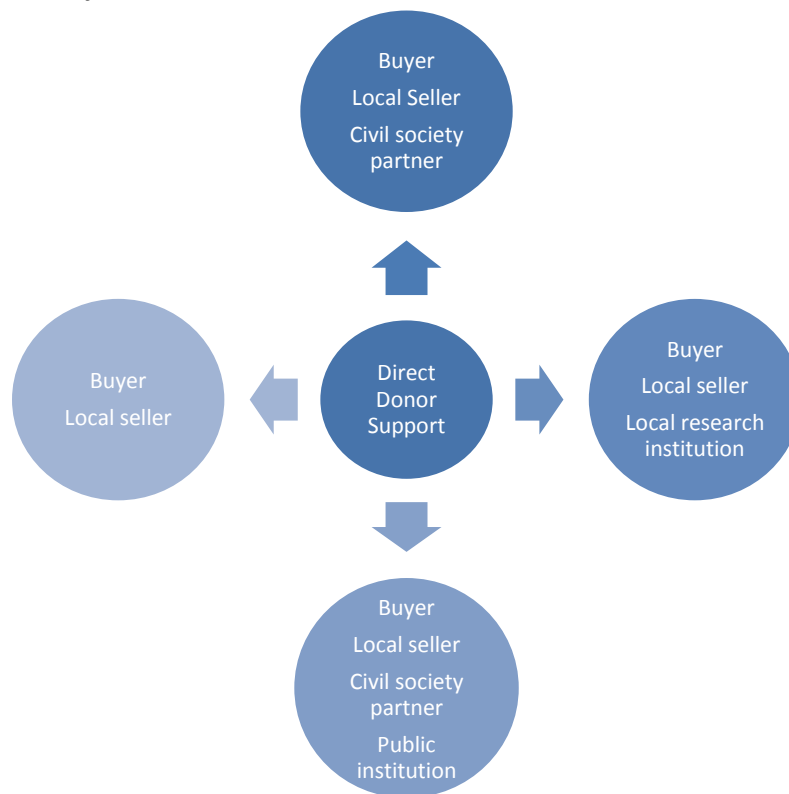 Buyer
Local Seller
Civil society
partner
Buyer
Local seller
Direct
Donor
Support
Buyer
Local seller
Local research
institution
Buyer
Local seller
Civil society
partner
Public
institution